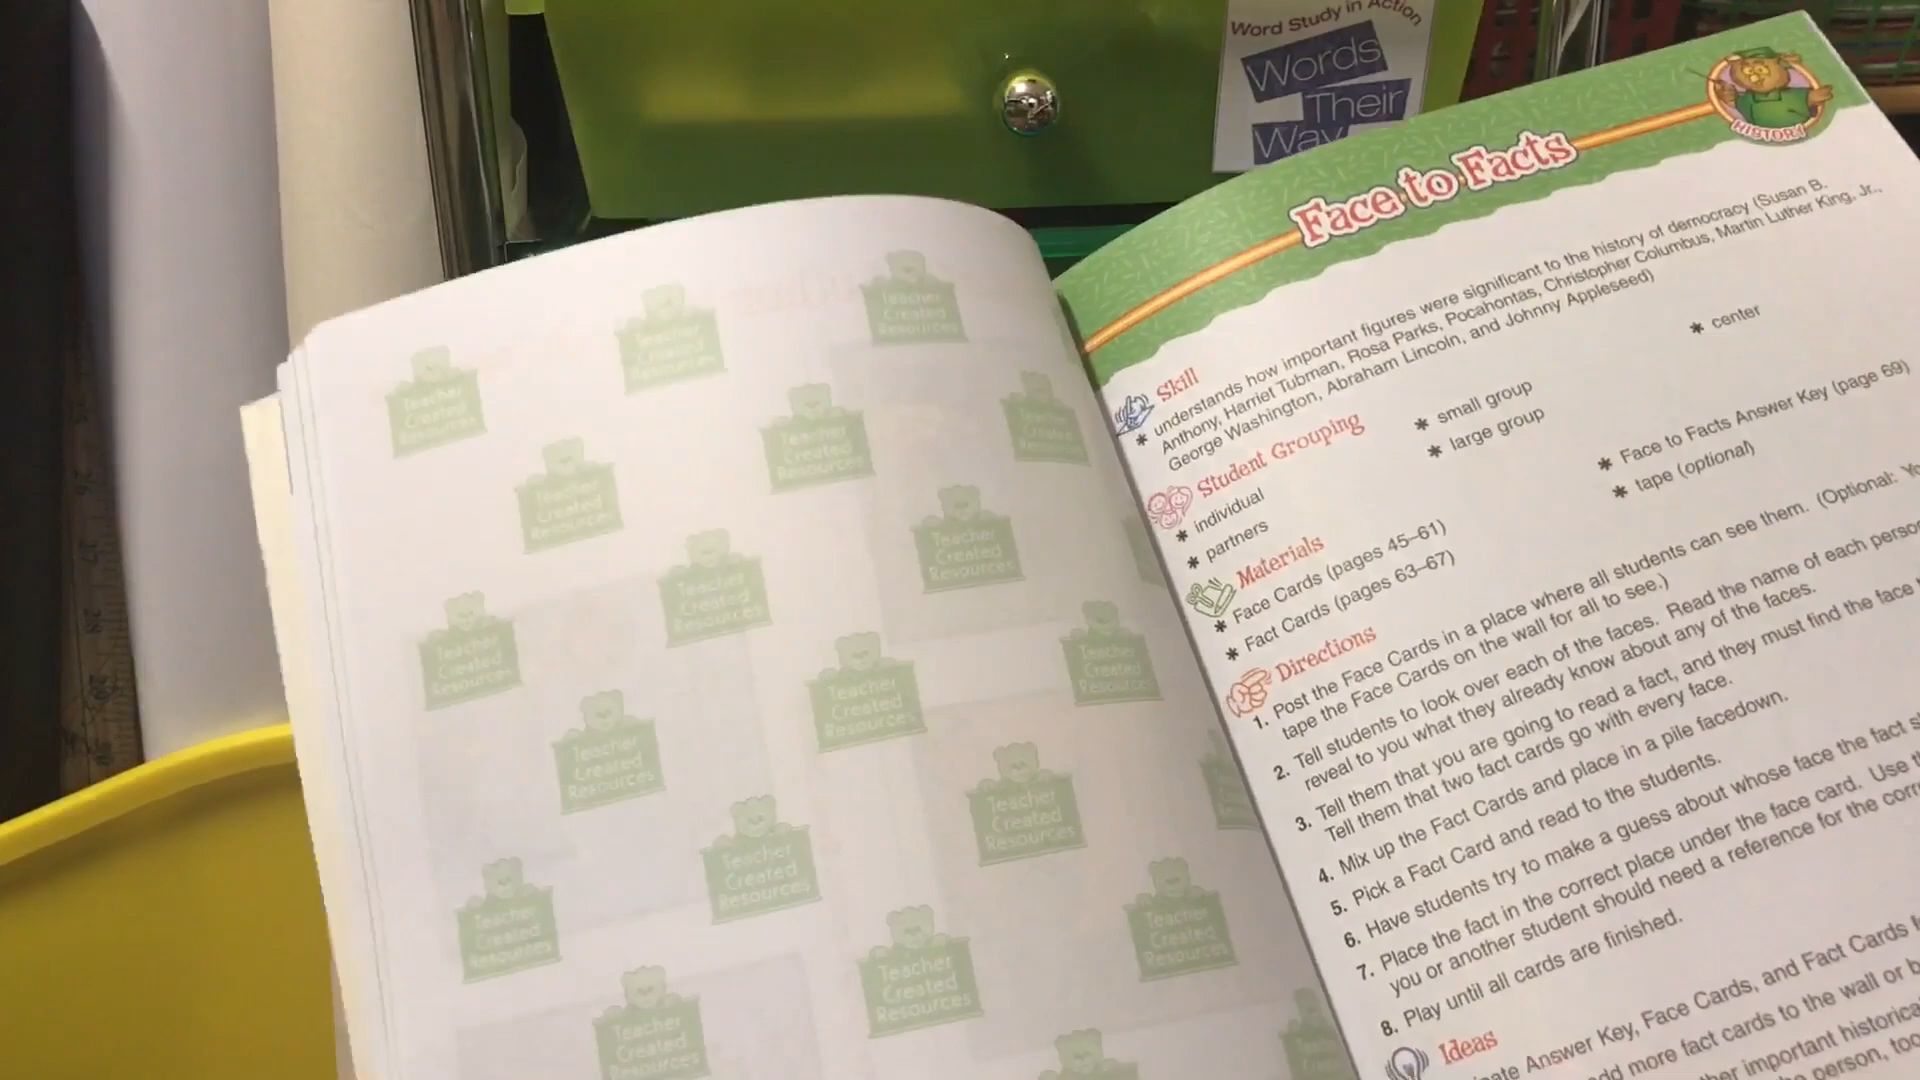 Word Study in Action
Words
Their
Way
Teacher
Created
Resources
Face to Facts
HISTORY
Skill
* understands how important figures were significant to the history of democracy (Susan B.
Anthony, Harriet Tubman, Rosa Parks, Pocahontas, Christopher Columbus, Martin Luther King, Jr.,
George Washington, Abraham Lincoln, and Johnny Appleseed)
Student Grouping
* individual
* partners
* small group
* large group
* center
Materials
* Face Cards (pages 45–61)
* Fact Cards (pages 63–67)
* Face to Facts Answer Key (page 69)
* tape (optional)
Directions
1. Post the Face Cards in a place where all students can see them. (Optional:
tape the Face Cards on the wall for all to see.)
2. Tell students to look over each of the faces. Read the name of each
reveal to you what they already know about any of the faces.
3. Tell them that you are going to read a fact, and they must find the face
Tell them that two fact cards go with every face.
4. Mix up the Fact Cards and place in a pile facedown.
5. Pick a Fact Card and read to the students.
6. Have students try to make a guess about whose face the fact
7. Place the fact in the correct place under the face card. Use
you or another student should need a reference for the
8. Play until all cards are finished.
Ideas
Answer Key, Face Cards, and Fact Cards
more fact cards to the wall or
important historical
person,